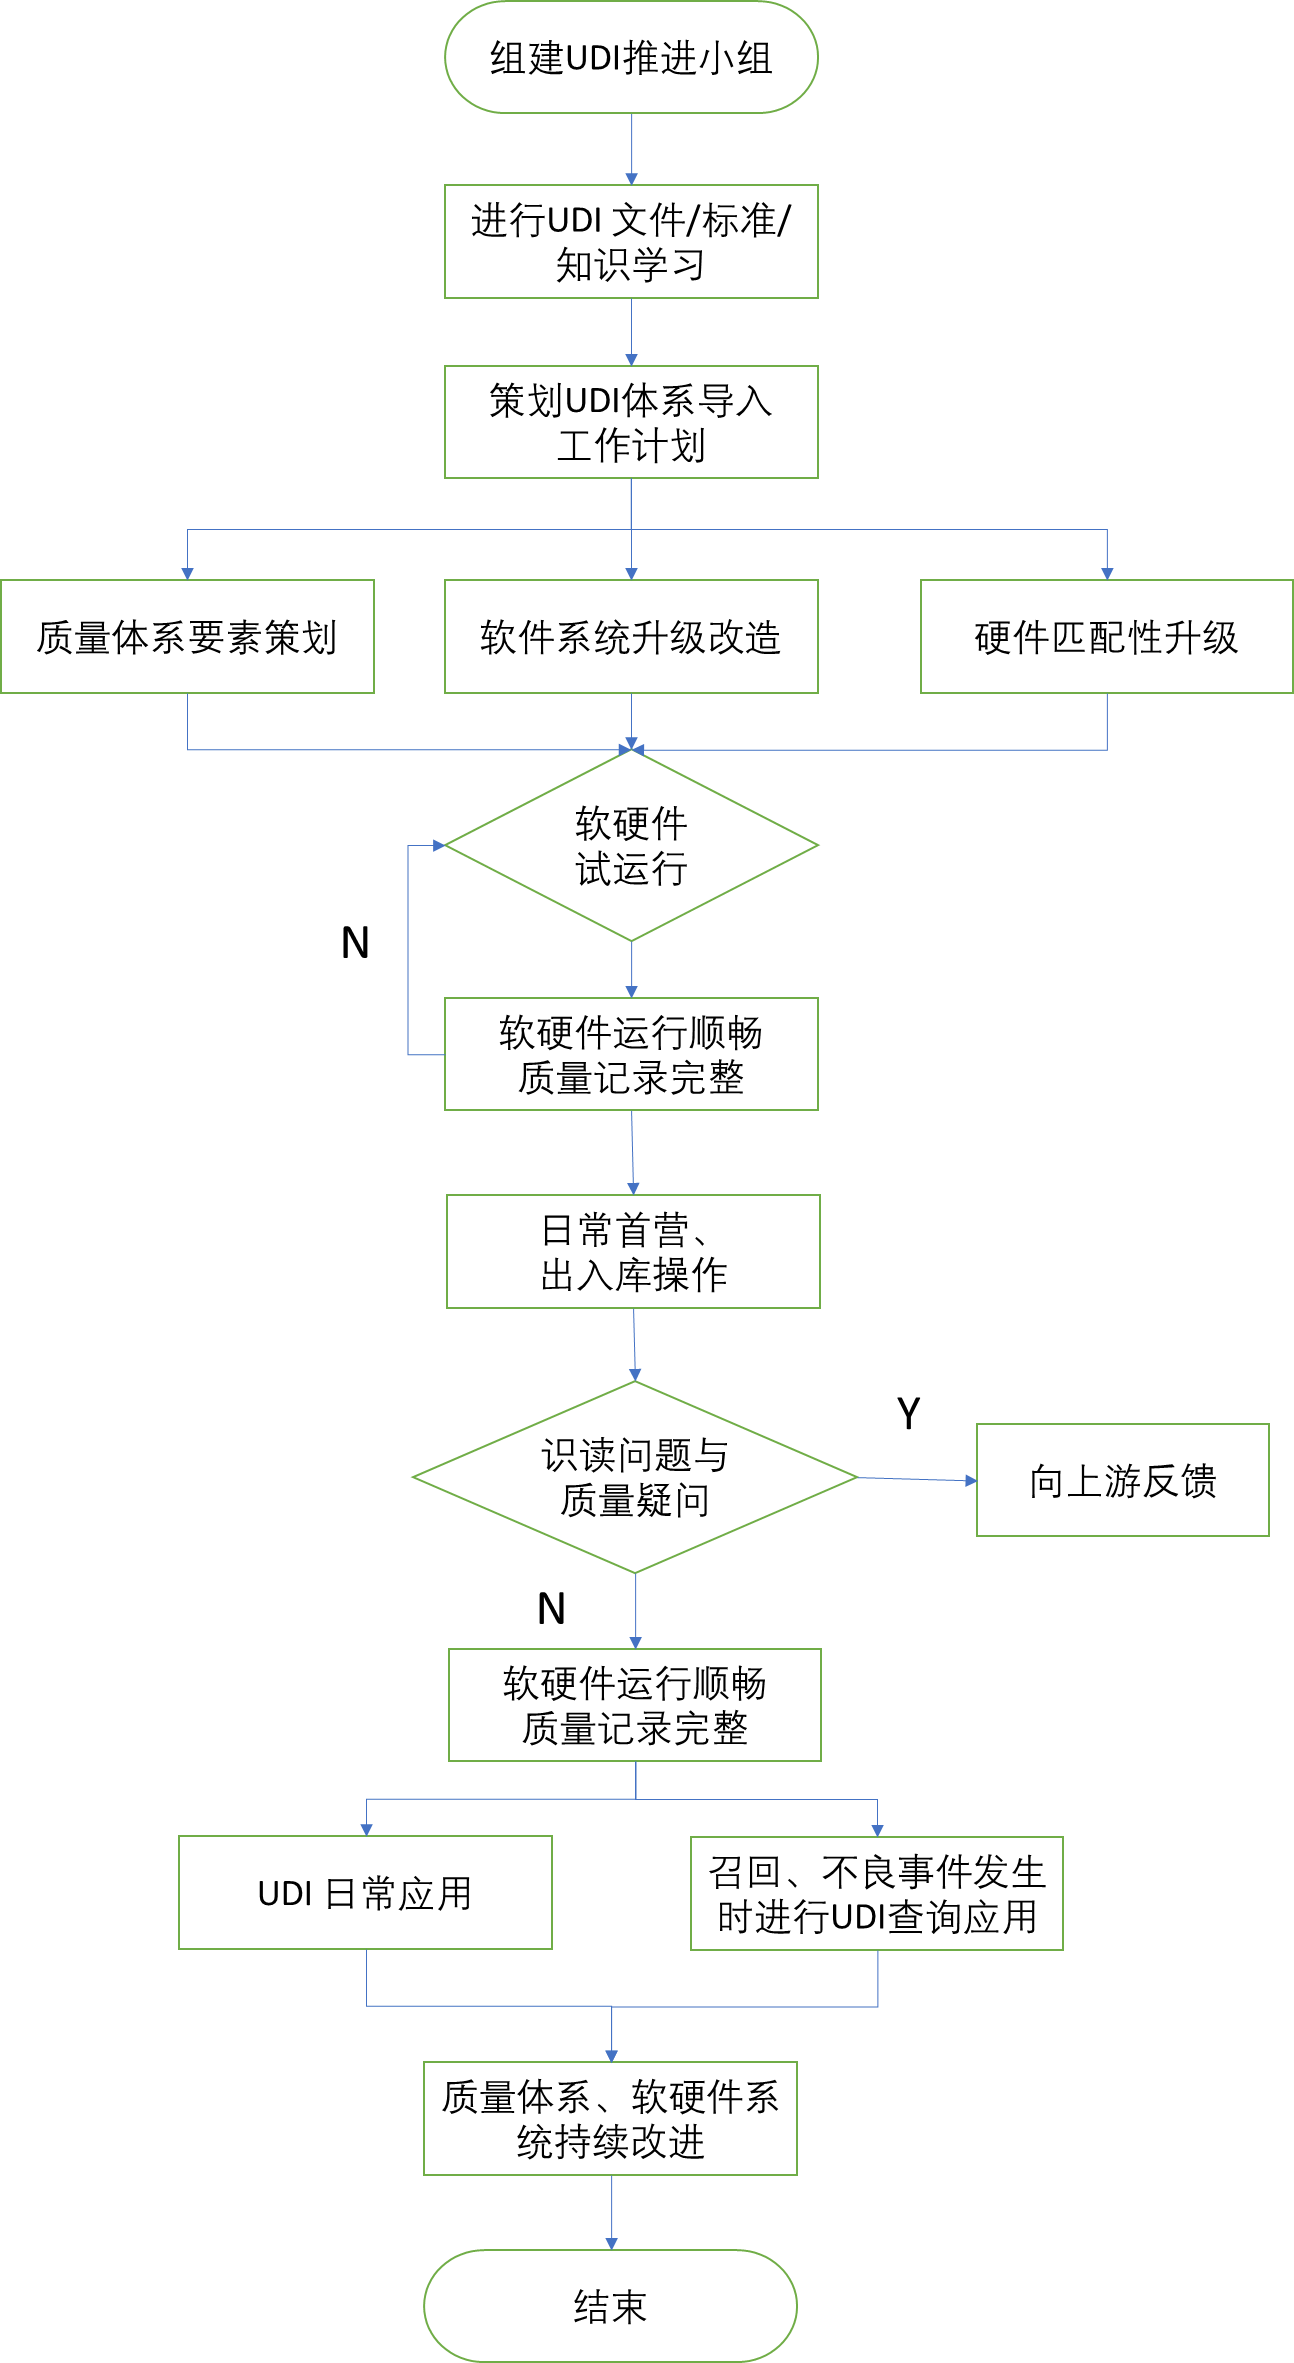 组建UDI推进小组
进行UDI 文件/标准/
知识学习
策划UDI体系导入
工作计划
质量体系要素策划
软件系统升级改造
硬件匹配性升级
软硬件
试运行
N
软硬件运行顺畅
质量记录完整
日常首营、
出入库操作
识读问题与
质量疑问
Y
向上游反馈
N
软硬件运行顺畅
质量记录完整
UDI 日常应用
召回、不良事件发生
时进行UDI查询应用
质量体系、软硬件系
统持续改进
结束